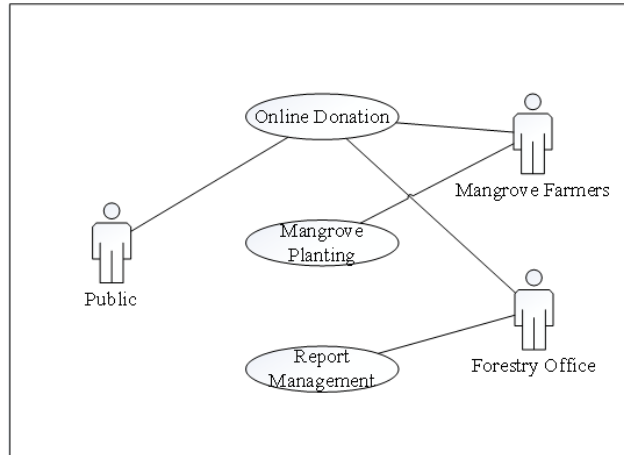 Online Donation
Mangrove Farmers
Mangrove
Planting
Public
Report
Management
Forestry Office